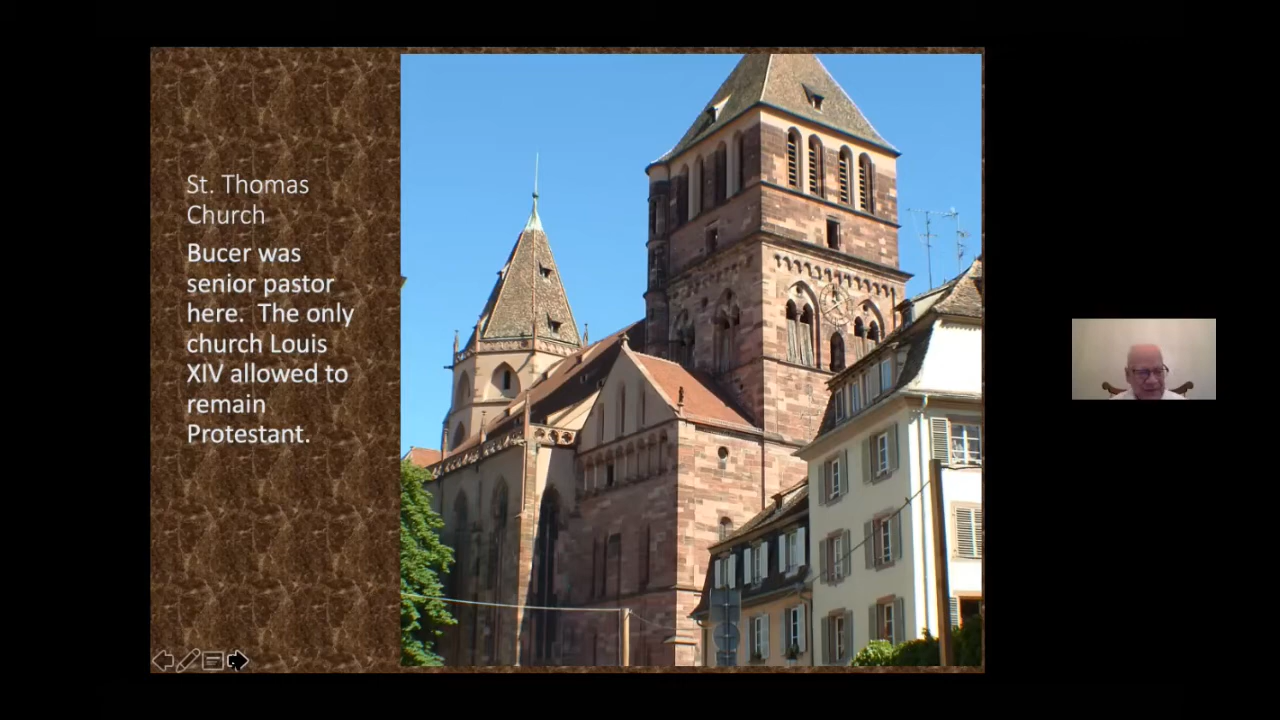 St. Thomas
Church
Bucer was
senior pastor
here.  The only
church Louis
XIV allowed to
remain
Protestant.